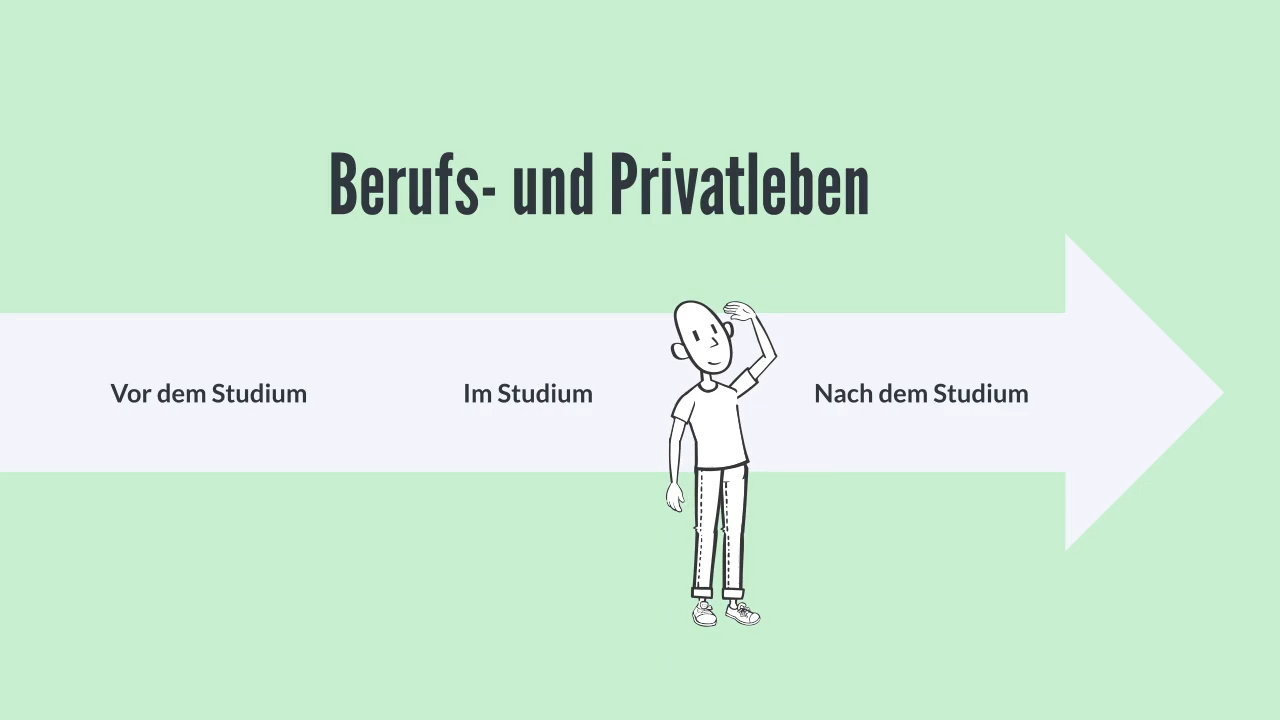 Berufs- und Privatleben
Vor dem Studium
Im Studium
Nach dem Studium